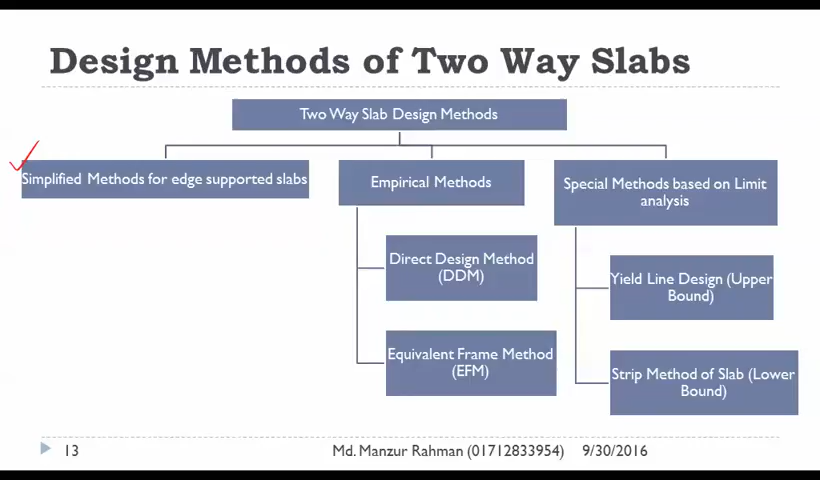 Design Methods of Two Way Slabs
Two Way Slab Design Methods
Simplified Methods for edge supported slabs
Empirical Methods
Direct Design Method
(DDM)
Equivalent Frame Method
(EFM)
Special Methods based on Limit
analysis
Yield Line Design (Upper
Bound)
Strip Method of Slab (Lower
Bound)
13
Md. Manzur Rahman (01712833954) 9/30/2016